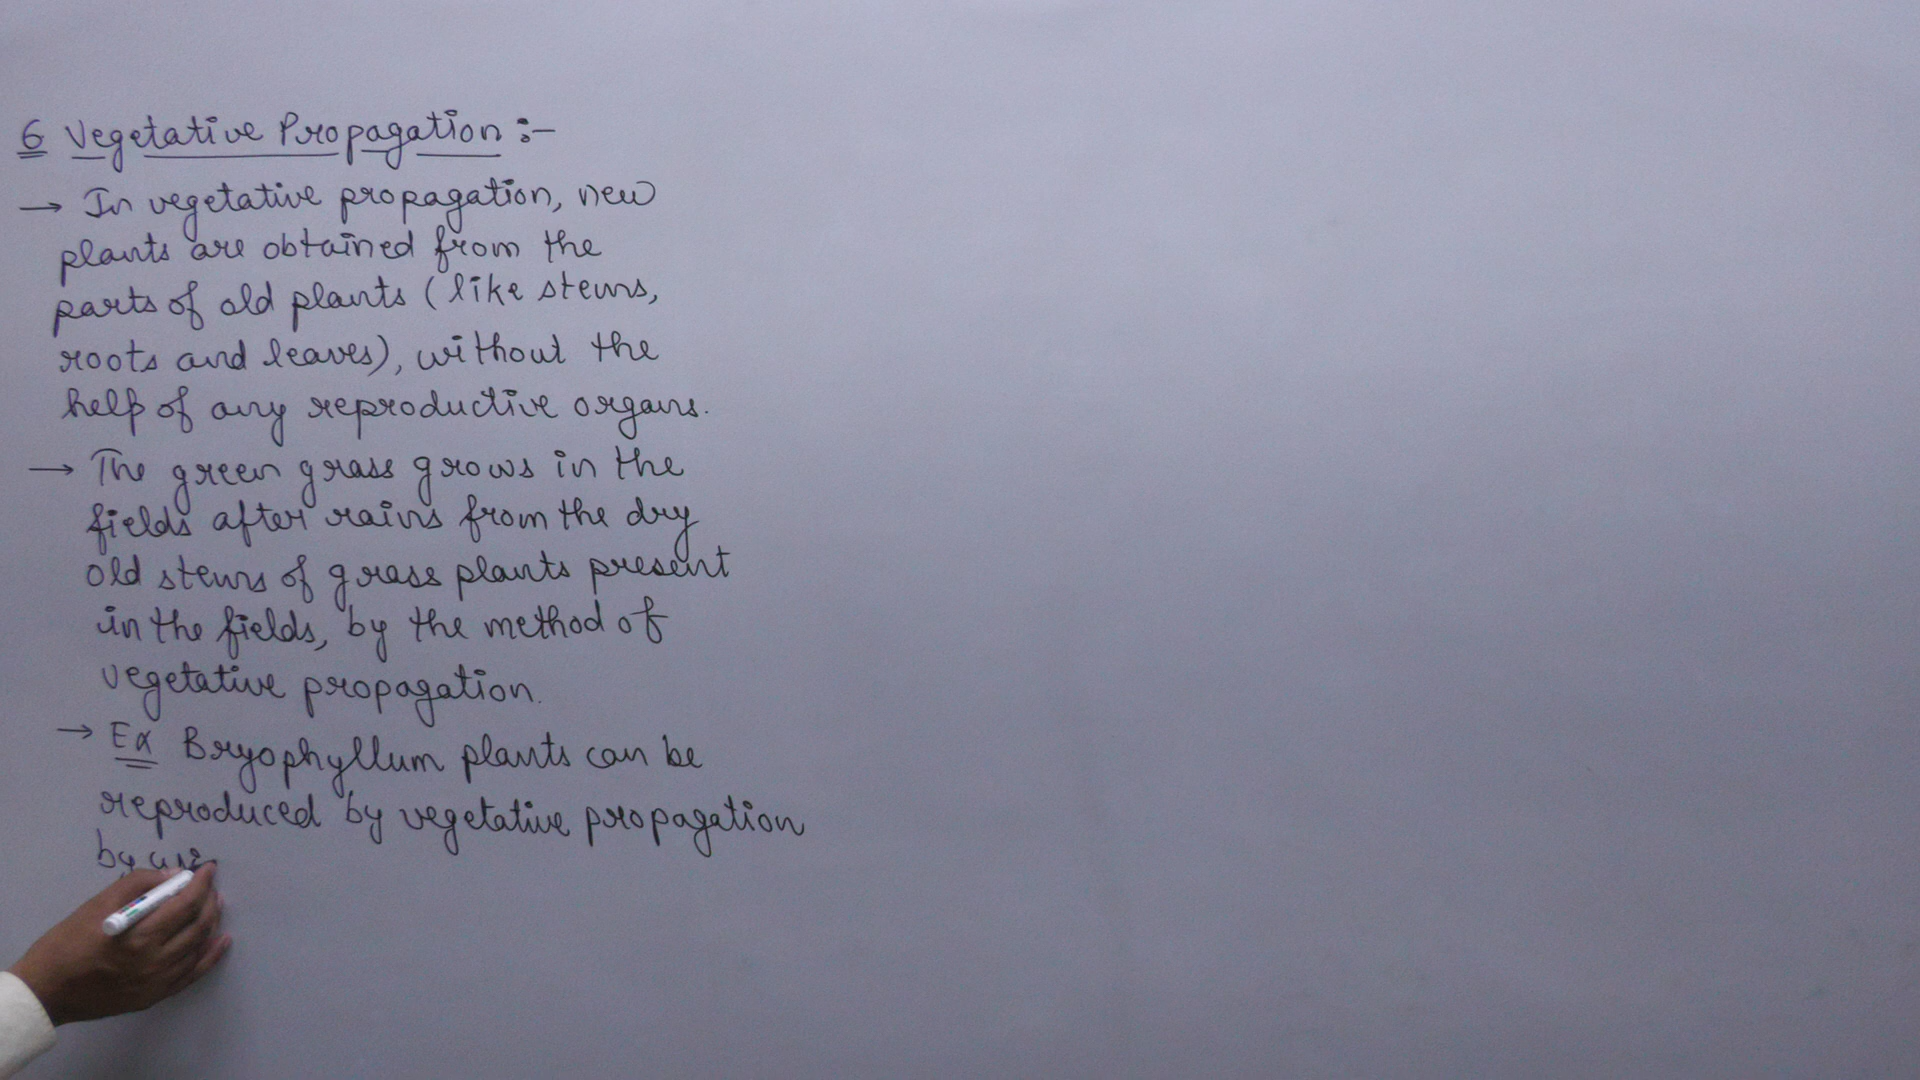 6 Vegetative Propagation :-
→ In vegetative propagation, new
plants are obtained from the
parts of old plants (like stems,
roots and leaves), without the
help of any reproductive organs.
→ The green grass grows in the
fields after rains from the dry
old stems of grass plants present
in the fields, by the method of
vegetative propagation.
→ Ex Bryophyllum plants can be
reproduced by vegetative propagation
by